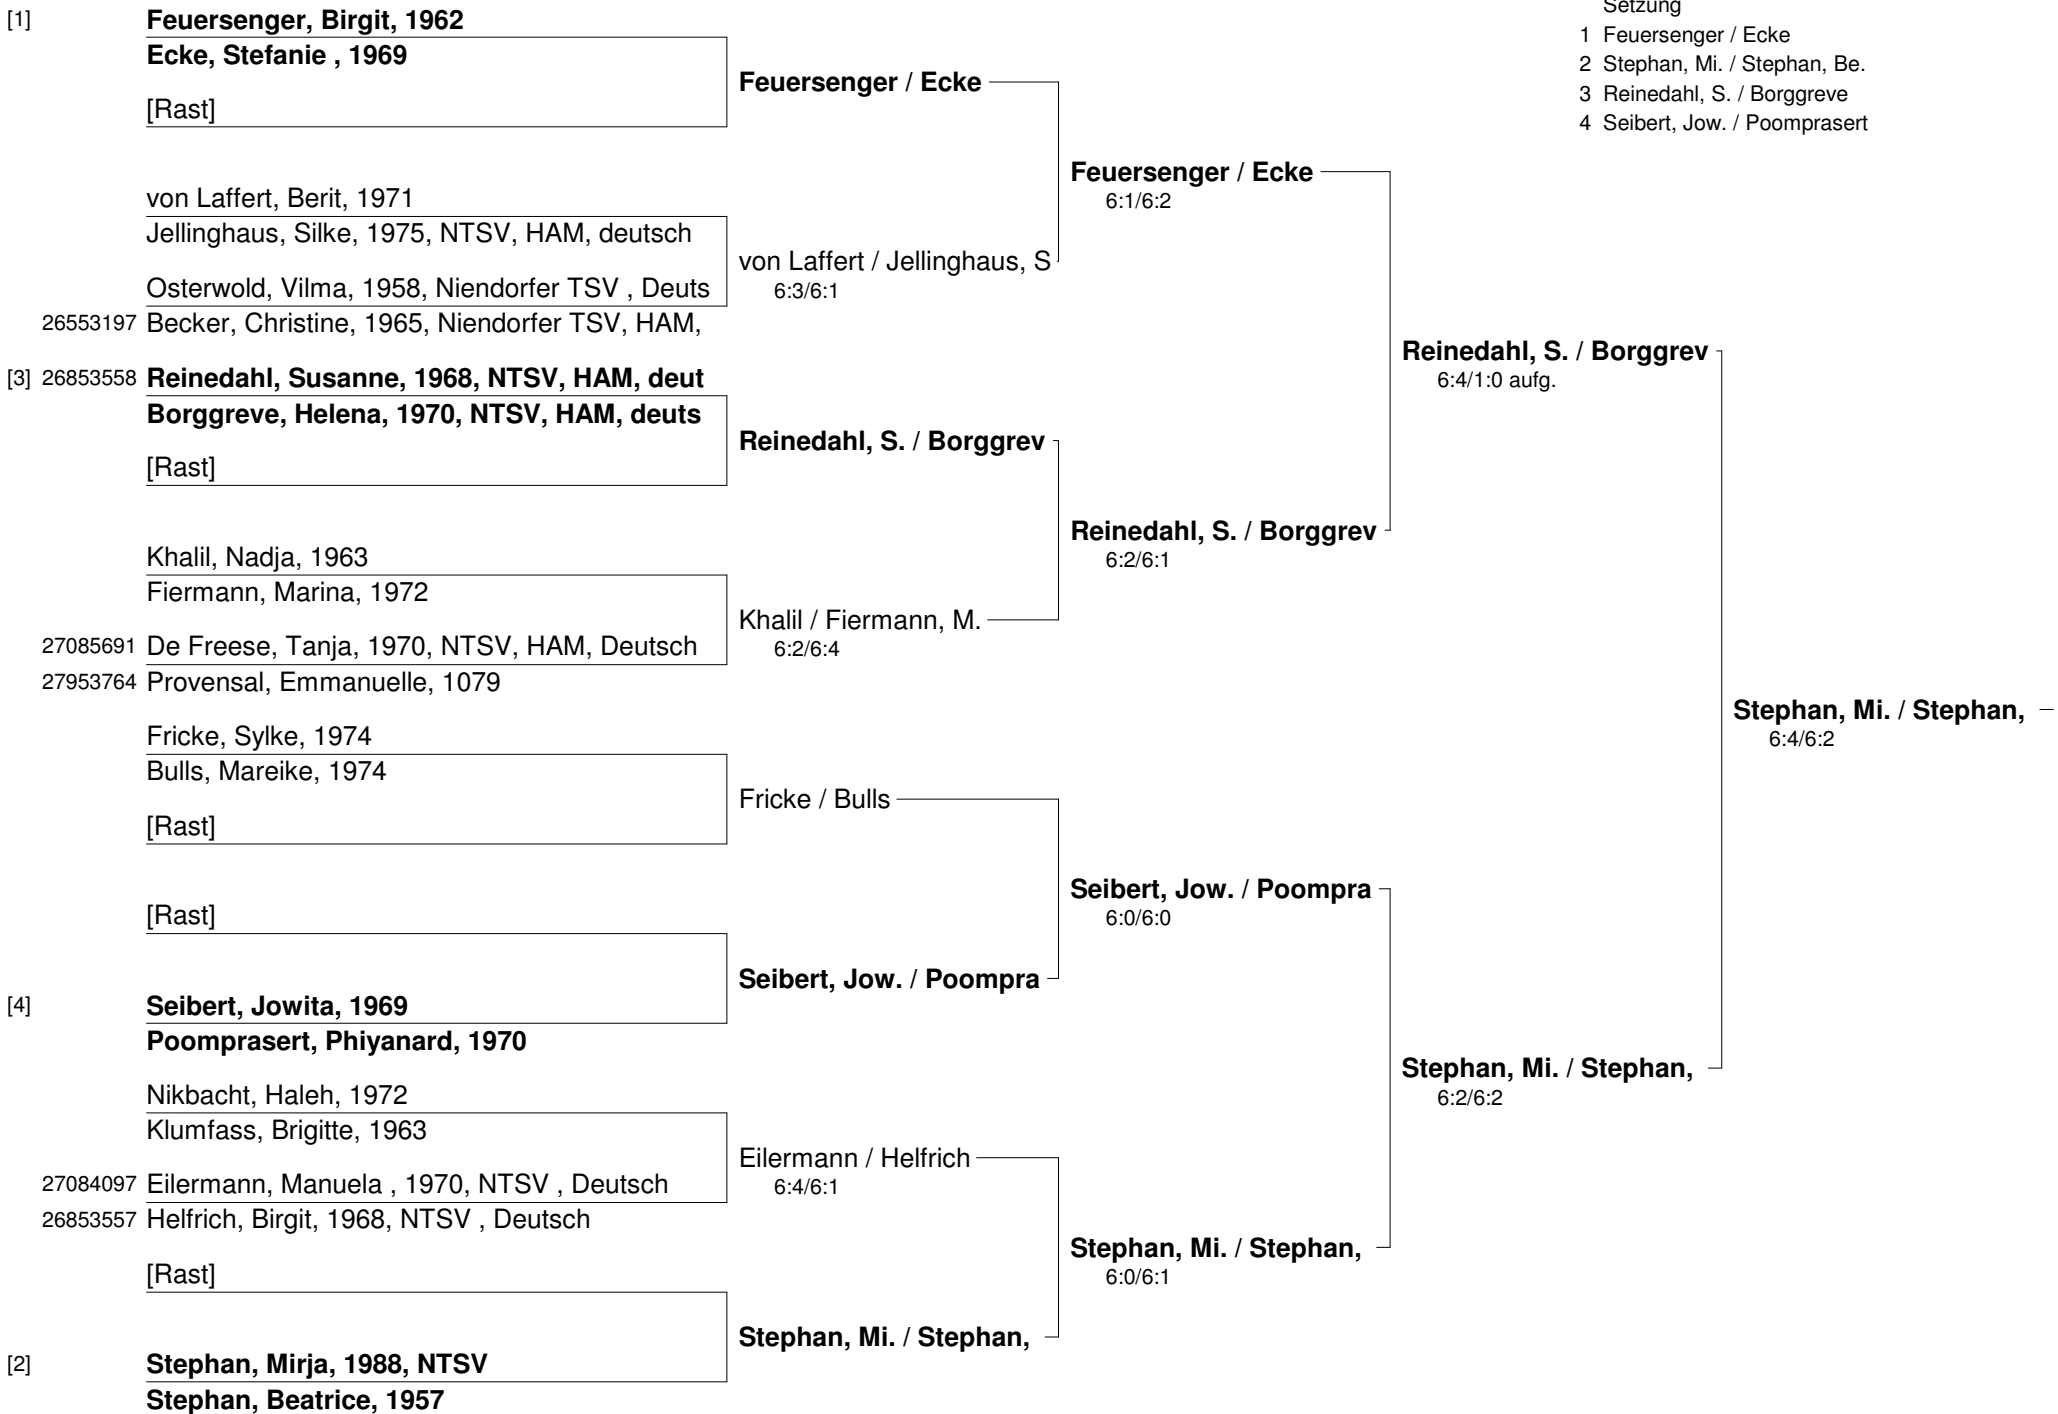 Setzung
1 Feuersenger / Ecke
2 Stephan, Mi. / Stephan, Be.
3 Reinedahl, S. / Borggreve
4 Seibert, Jow. / Poomprasert
[1] Feuersenger, Birgit, 1962
Ecke, Stefanie , 1969
[Rast]
von Laffert, Berit, 1971
Jellinghaus, Silke, 1975, NTSV, HAM, deutsch
Osterwold, Vilma, 1958, Niendorfer TSV , Deuts
26553197 Becker, Christine, 1965, Niendorfer TSV, HAM,
[3] 26853558 Reinedahl, Susanne, 1968, NTSV, HAM, deut
Borggreve, Helena, 1970, NTSV, HAM, deuts
[Rast]
Khalil, Nadja, 1963
Fiermann, Marina, 1972
27085691 De Freese, Tanja, 1970, NTSV, HAM, Deutsch
27953764 Provensal, Emmanuelle, 1079
Fricke, Sylke, 1974
Bulls, Mareike, 1974
[Rast]
[Rast]
[4] Seibert, Jowita, 1969
Poomprasert, Phiyanard, 1970
Nikbacht, Haleh, 1972
Klumfass, Brigitte, 1963
27084097 Eilermann, Manuela , 1970, NTSV , Deutsch
26853557 Helfrich, Birgit, 1968, NTSV , Deutsch
[Rast]
[2] Stephan, Mirja, 1988, NTSV
Stephan, Beatrice, 1957
Feuersenger / Ecke
von Laffert / Jellinghaus, S
6:3/6:1
Reinedahl, S. / Borggrev
Khalil / Fiermann, M.
6:2/6:4
Fricke / Bulls
Seibert, Jow. / Poompra
Eilermann / Helfrich
6:4/6:1
Stephan, Mi. / Stephan,
Feuersenger / Ecke
6:1/6:2
Reinedahl, S. / Borggrev
6:2/6:1
Seibert, Jow. / Poompra
6:0/6:0
Stephan, Mi. / Stephan,
6:0/6:1
Reinedahl, S. / Borggrev
6:4/1:0 aufg.
Stephan, Mi. / Stephan,
6:2/6:2
Stephan, Mi. / Stephan,
6:4/6:2